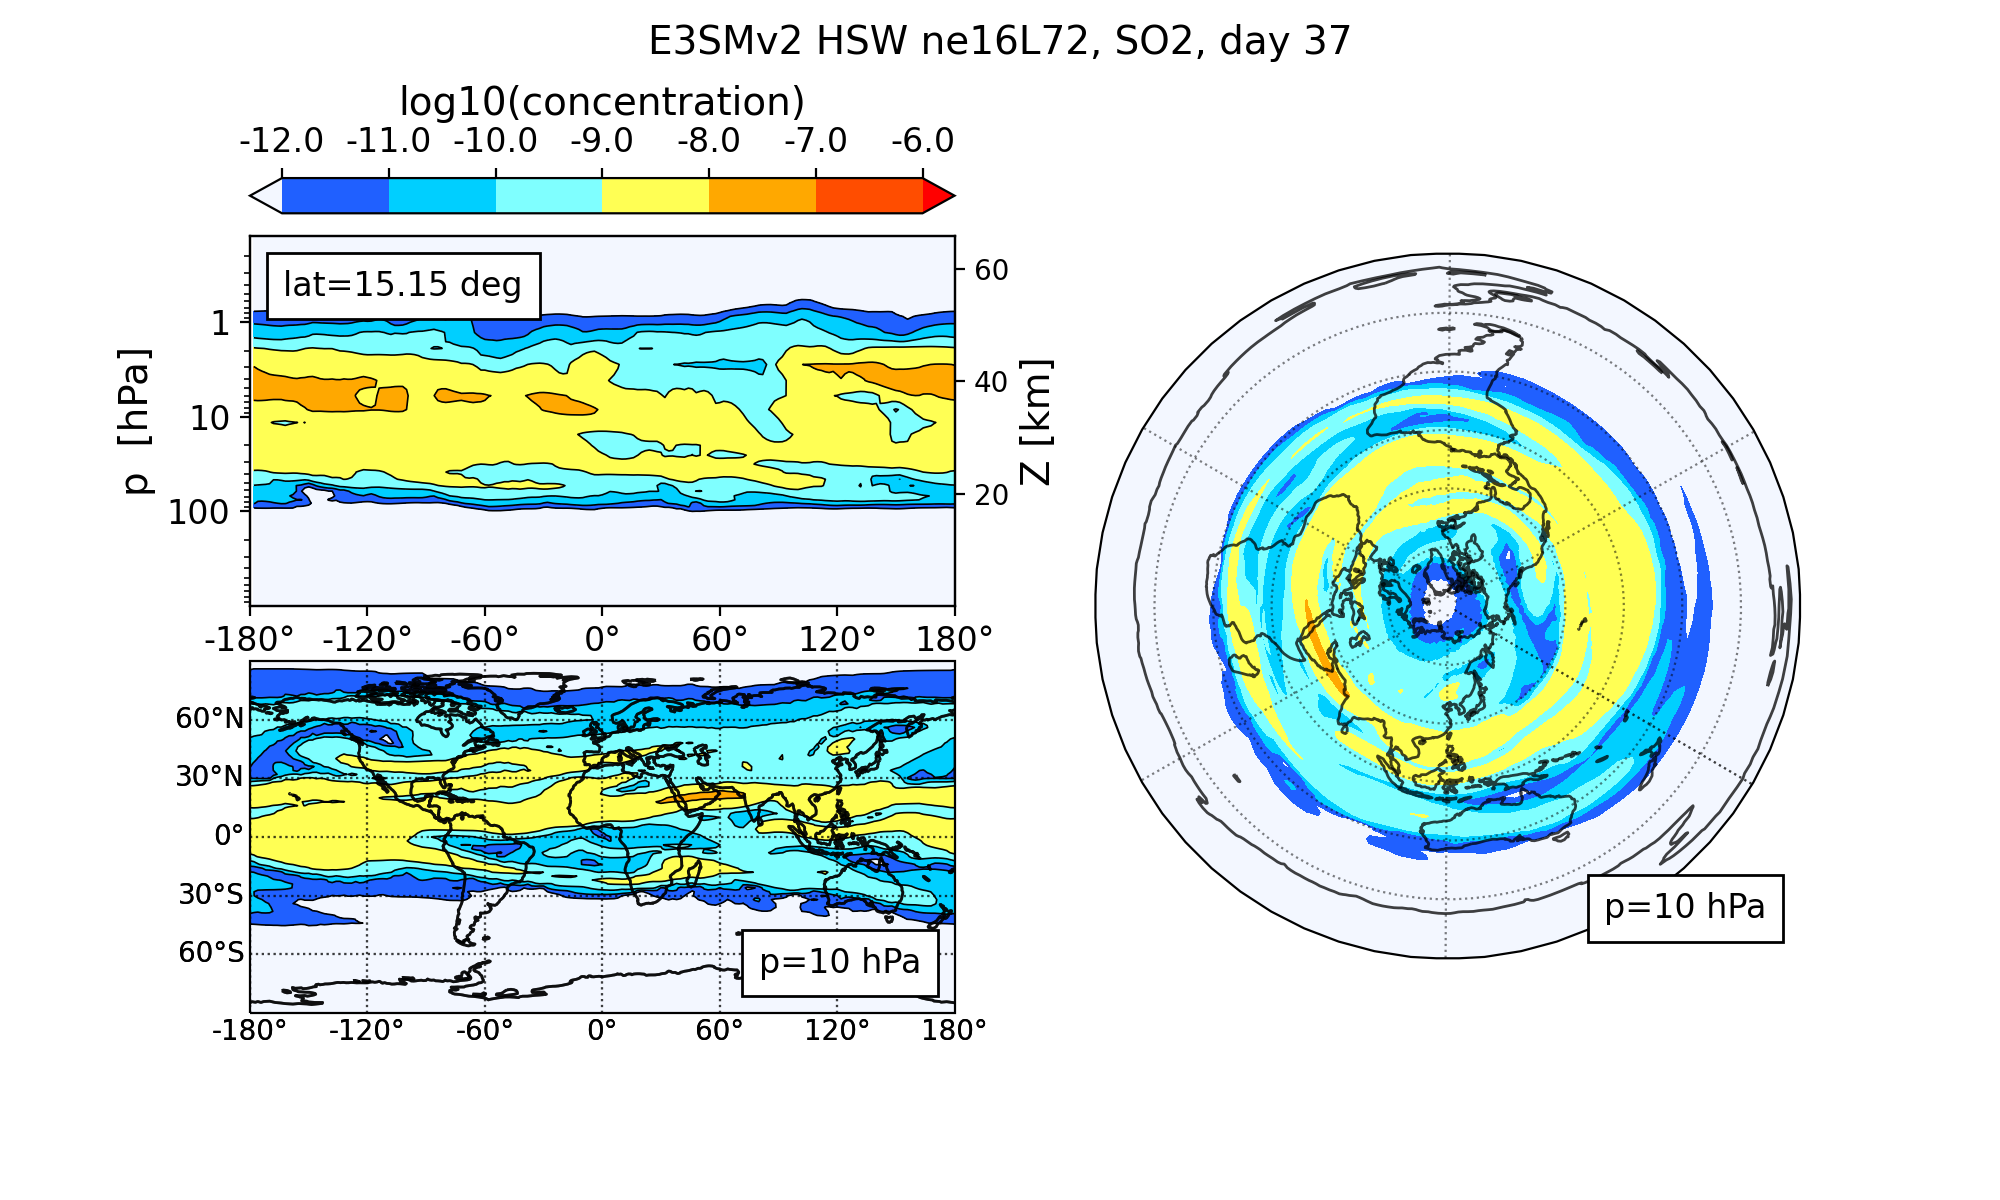 E3SMv2 HSW ne16L72, SO2, day 37
log10(concentration)
-12.0 -11.0 -10.0 -9.0 -8.0 -7.0 -6.0
lat=15.15 deg
p [hPa]
1
10
100
Z [km]
60
40
20
-180° -120° -60° 0° 60° 120° 180°
60°N
30°N
0°
30°S
60°S
p=10 hPa
-180° -120° -60° 0° 60° 120° 180°
p=10 hPa